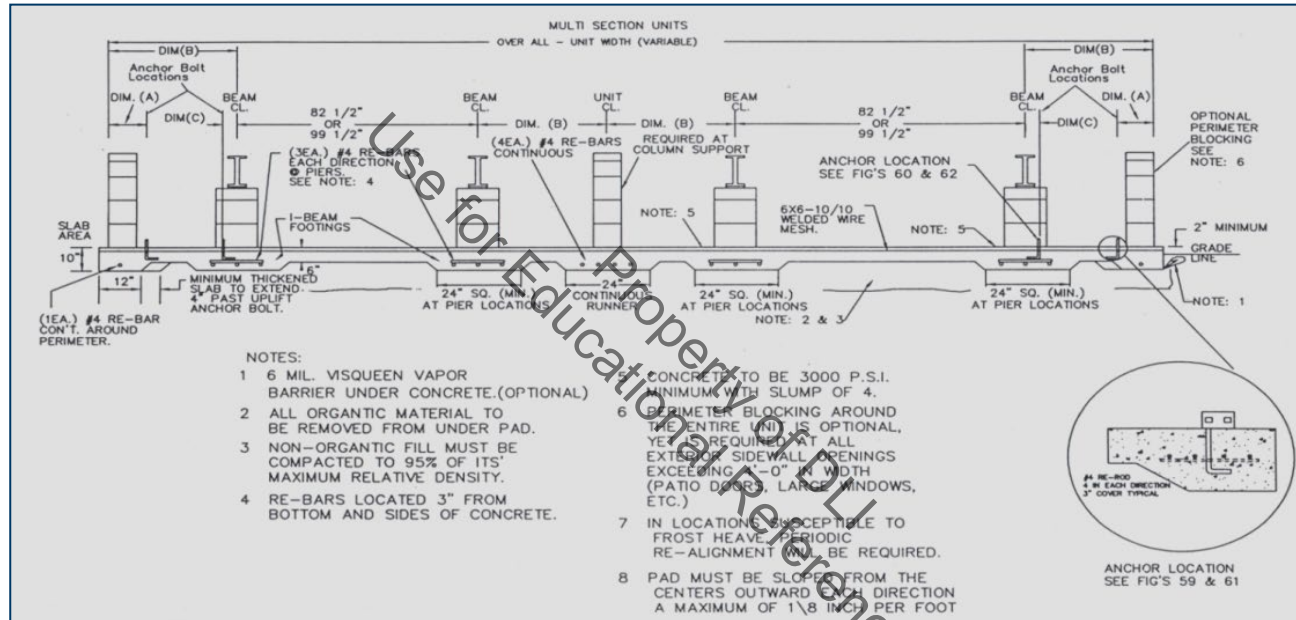 MULTI SECTION UNITS
OVER ALL - UNIT WIDTH (VARIABLE)
DIM(B)
DIM(B)
Anchor Bolt
Locations
Anchor Bolt
Locations
DIM. (A)
BEAM
CL.
82 1/2"
OR
99 1/2"
BEAM
CL.
UNIT
CL.
BEAM
CL.
82 1/2"
OR
99 1/2"
BEAM
CL.
DIM. (A)
DIM(C)
DIM. (B)
DIM. (B)
DIM(C)
OPTIONAL
PERIMETER
BLOCKING
SEE
NOTE: 6
(3EA.) #4 RE-BARS
EACH DIRECTION
@ PIERS.
SEE NOTE: 4
(4EA.) #4 RE-BARS
CONTINUOUS
REQUIRED AT
COLUMN SUPPORT
ANCHOR LOCATION
SEE FIG'S 60 & 62
I-BEAM
FOOTINGS
NOTE: 5
6X6-10/10
WELDED WIRE
MESH.
NOTE: 5
2" MINIMUM
GRADE
LINE
SLAB
AREA
10"
6"
12"
MINIMUM THICKENED
SLAB TO EXTEND
4" PAST UPLIFT
ANCHOR BOLT.
24" SQ. (MIN.)
AT PIER LOCATIONS
24"
CONTINUOUS
RUNNER
24" SQ. (MIN.)
AT PIER LOCATIONS
24" SQ. (MIN.)
AT PIER LOCATIONS
NOTE: 1
NOTE: 2 & 3
(1EA.) #4 RE-BAR
CON'T. AROUND
PERIMETER.
NOTES:
1 6 MIL. VISQUEEN VAPOR
BARRIER UNDER CONCRETE.(OPTIONAL)
2 ALL ORGANTIC MATERIAL TO
BE REMOVED FROM UNDER PAD.
3 NON-ORGANTIC FILL MUST BE
COMPACTED TO 95% OF ITS'
MAXIMUM RELATIVE DENSITY.
4 RE-BARS LOCATED 3" FROM
BOTTOM AND SIDES OF CONCRETE.
5 CONCRETE TO BE 3000 P.S.I.
MINIMUM WITH SLUMP OF 4.
6 PERIMETER BLOCKING AROUND
THE ENTIRE UNIT IS OPTIONAL,
YET IS REQUIRED AT ALL
EXTERIOR SIDEWALL OPENINGS
EXCEEDING 4'-0" IN WIDTH
(PATIO DOORS, LARGE WINDOWS,
ETC.)
7 IN LOCATIONS SUSCEPTIBLE TO
FROST HEAVE, PERIODIC
RE-ALIGNMENT WILL BE REQUIRED.
8 PAD MUST BE SLOPED FROM THE
CENTERS OUTWARD EACH DIRECTION
A MAXIMUM OF 1\8 INCH PER FOOT
#4 RE-ROD
4 IN EACH DIRECTION
3" COVER TYPICAL
ANCHOR LOCATION
SEE FIG'S 59 & 61
Property of DLI
Use for Educational Reference